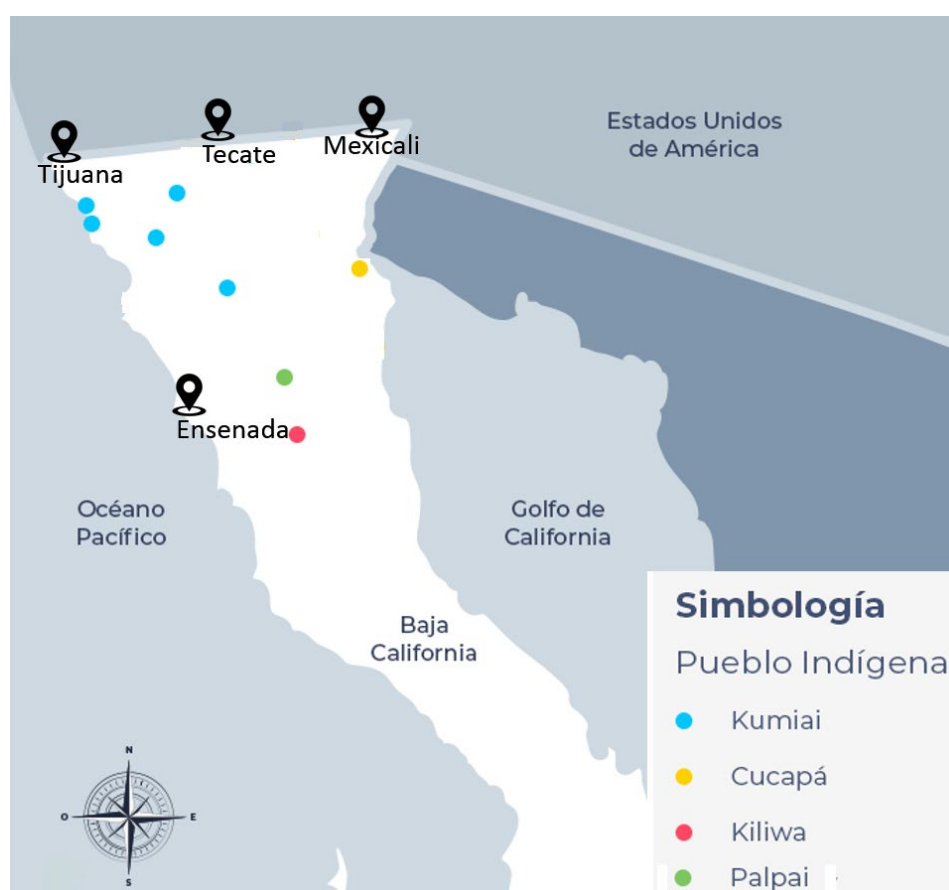 Estados Unidos
de América
Tijuana
Tecate
Mexicali
Ensenada
Océano
Pacífico
Golfo de
California
Baja
California
Simbología
Pueblo Indígena
Kumiai
Cucapá
Kiliwa
Palpai
N
O
E
S